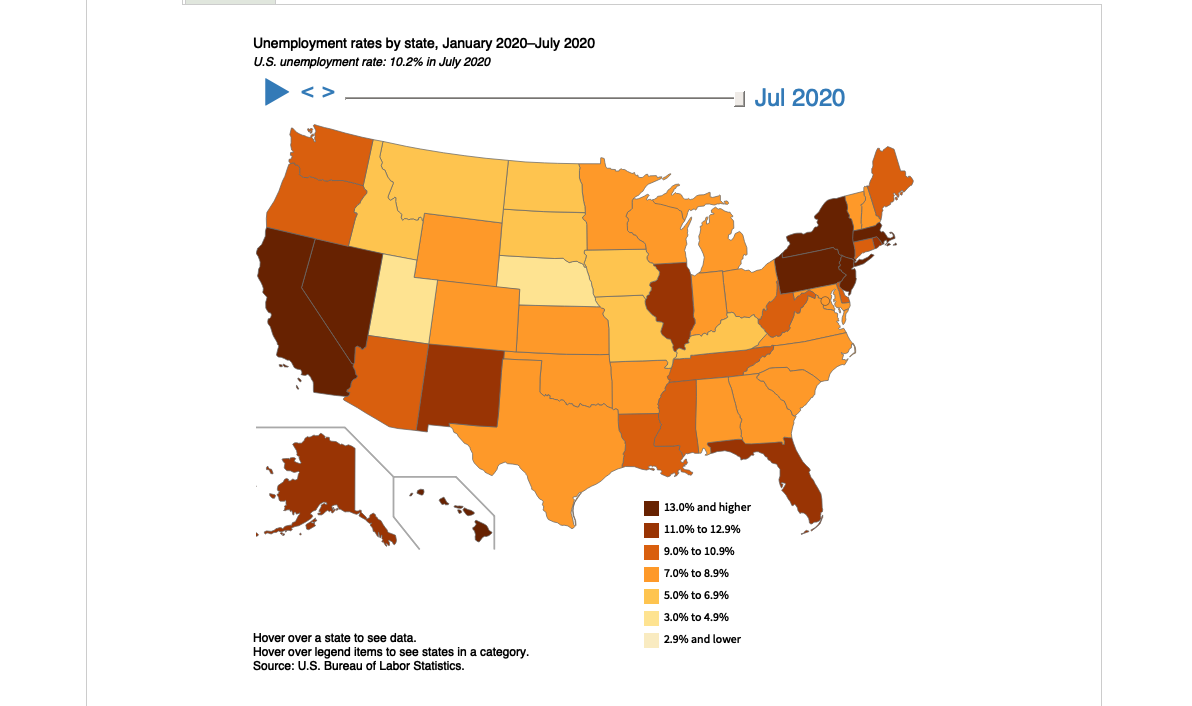 Unemployment rates by state, January 2020–July 2020
U.S. unemployment rate: 10.2% in July 2020
< > Jul 2020
13.0% and higher
11.0% to 12.9%
9.0% to 10.9%
7.0% to 8.9%
5.0% to 6.9%
3.0% to 4.9%
2.9% and lower
Hover over a state to see data.
Hover over legend items to see states in a category.
Source: U.S. Bureau of Labor Statistics.